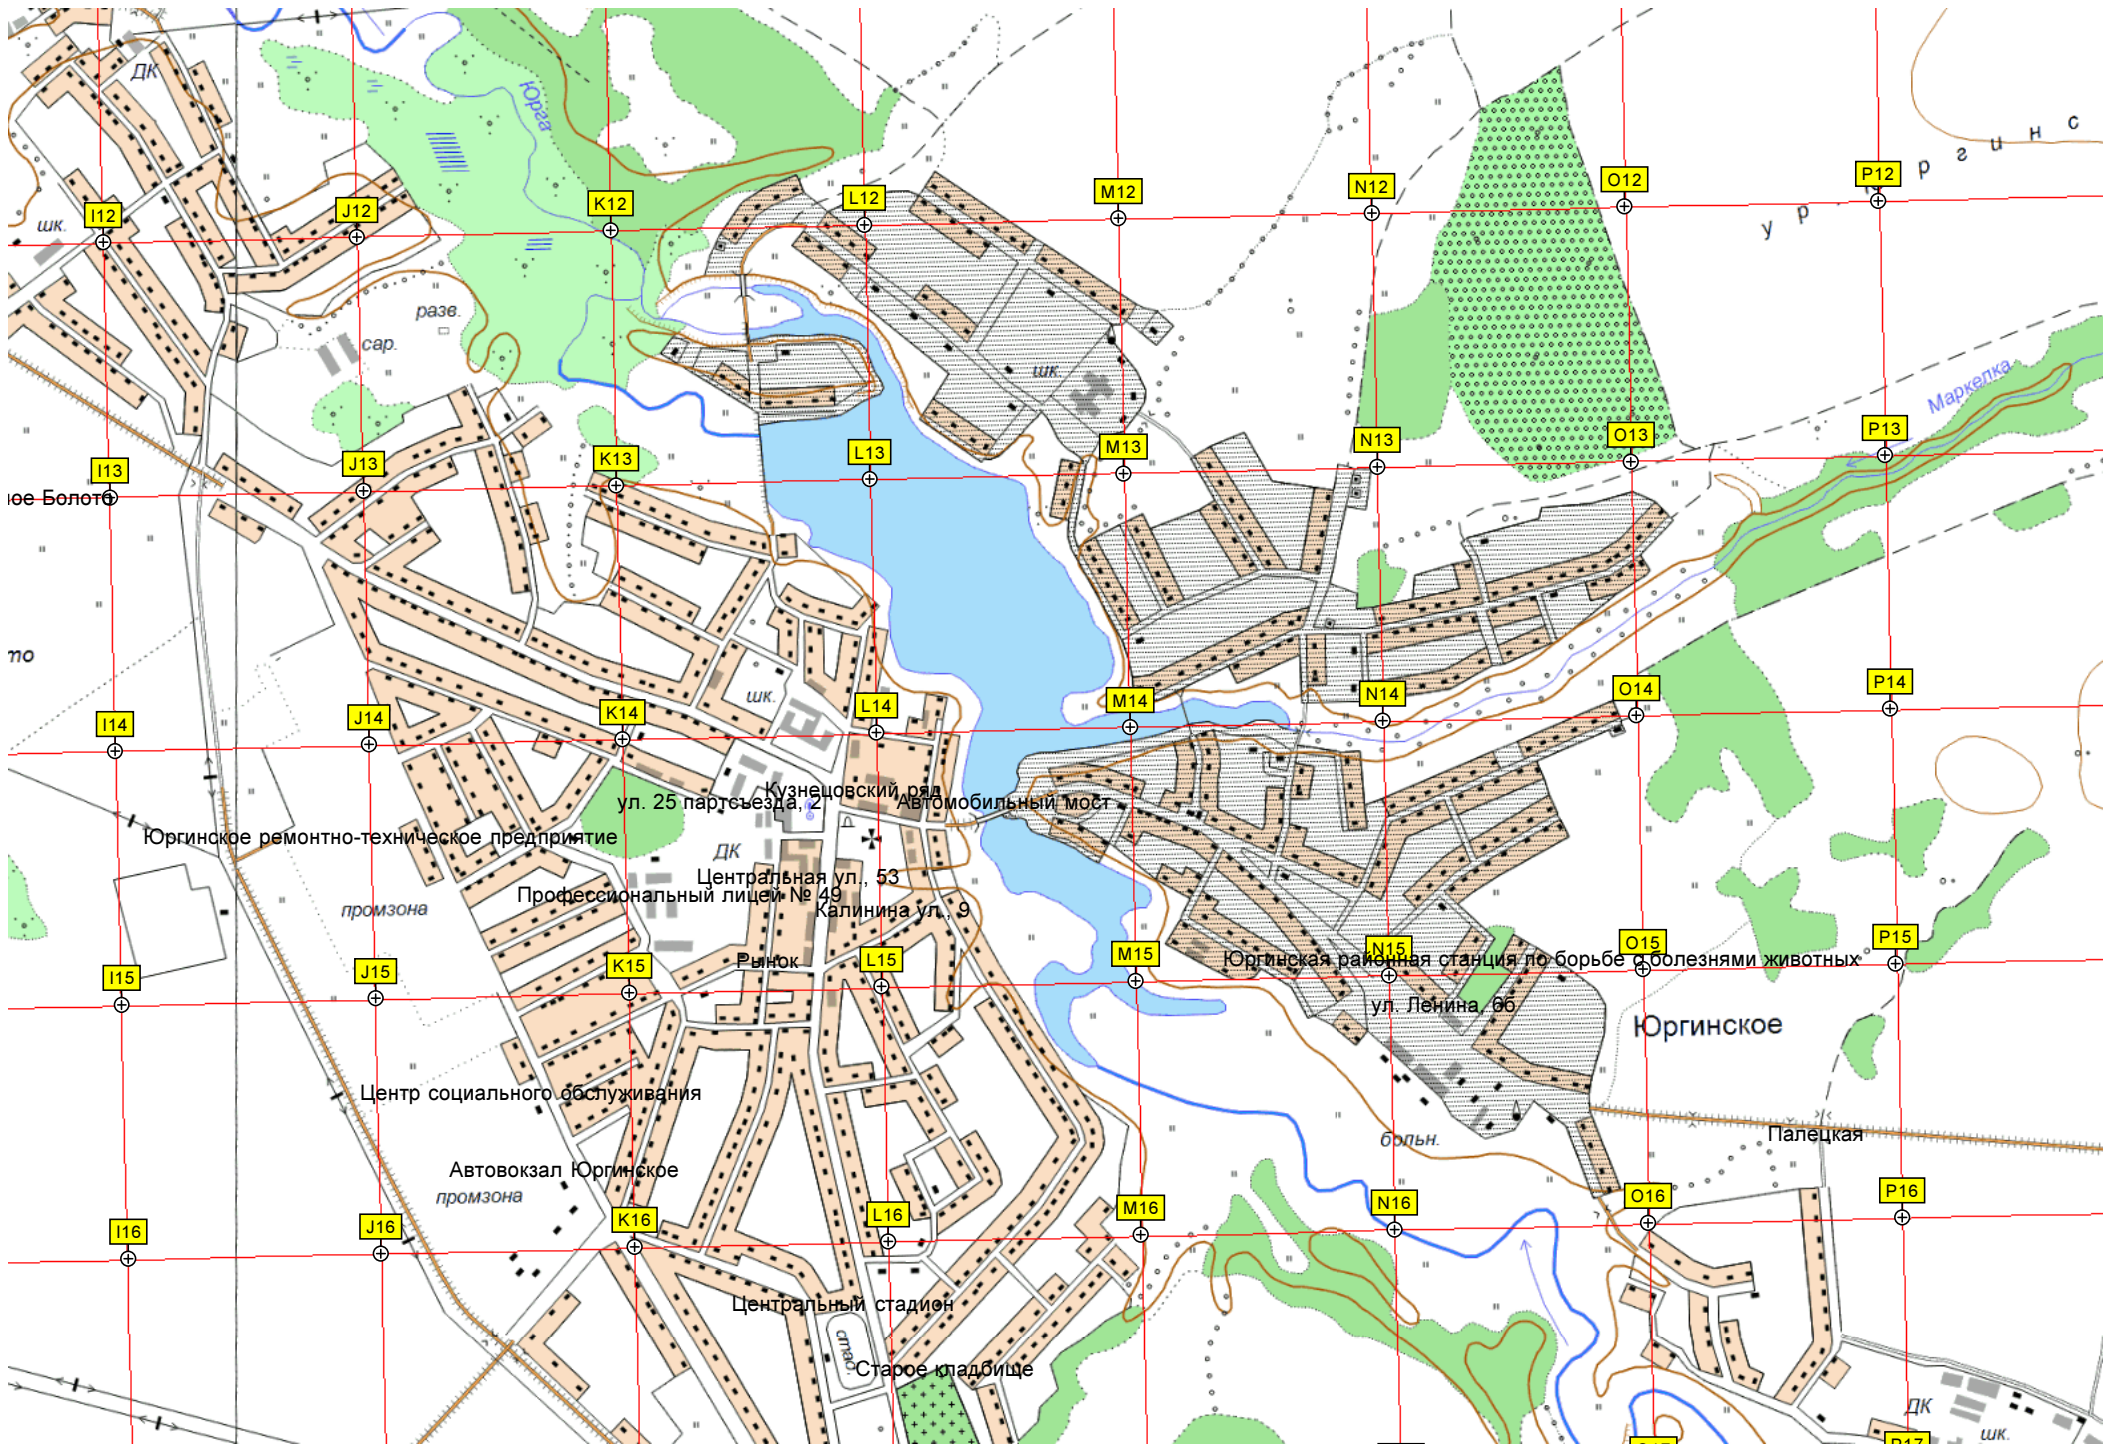 ДК
Юрга
шк.
I12
J12
K12
L12
M12
N12
O12
P12
у р. р г и н с
разв.
сар.
шк.
Маркелка
I13
J13
K13
L13
M13
N13
O13
P13
ое Болото
то
шк.
I14
J14
K14
L14
M14
N14
O14
P14
Кузнецовский ряд
ул. 25 партсъезда, 2
Автомобильный мост
Юргинское ремонтно-техническое предприятие
ДК
Центральная ул., 53
Профессиональный лицей № 49
Калинина ул., 9
промзона
Рынок
I15
J15
K15
L15
M15
N15
O15
P15
Юргинская районная станция по борьбе с болезнями животных
ул. Ленина, 66
Юргинское
Центр социального обслуживания
больн.
Палецкая
Автовокзал Юргинское
промзона
I16
J16
K16
L16
M16
N16
O16
P16
Центральный стадион
стад.
Старое кладбище
ДК
шк.
P17